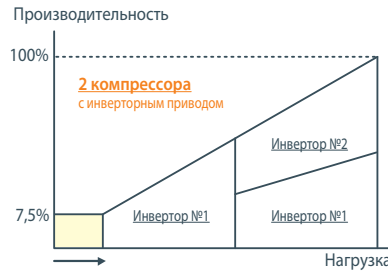 Производительность
100%
2 компрессора
с инверторным приводом
Инвертор №2
7,5%
Инвертор №1
Инвертор №1
Нагрузка